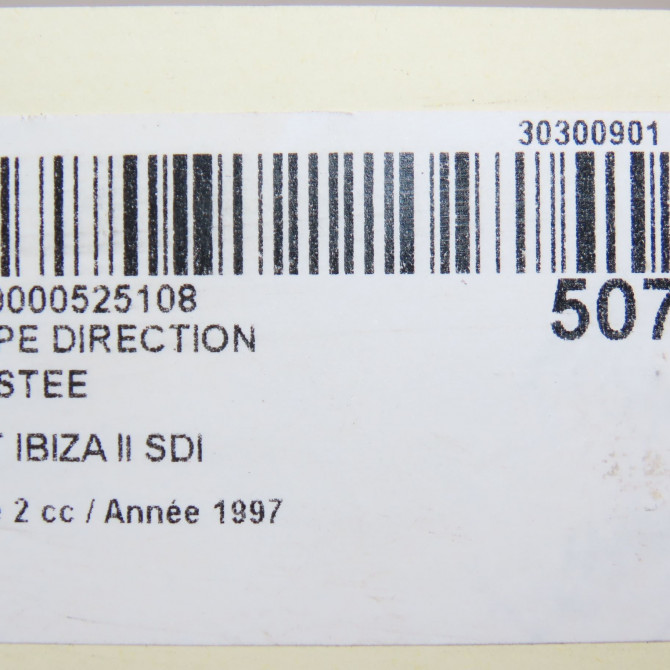 30300901
0000525108
507
PE DIRECTION
STEE
T IBIZA II SDI
e 2 cc / Année 1997